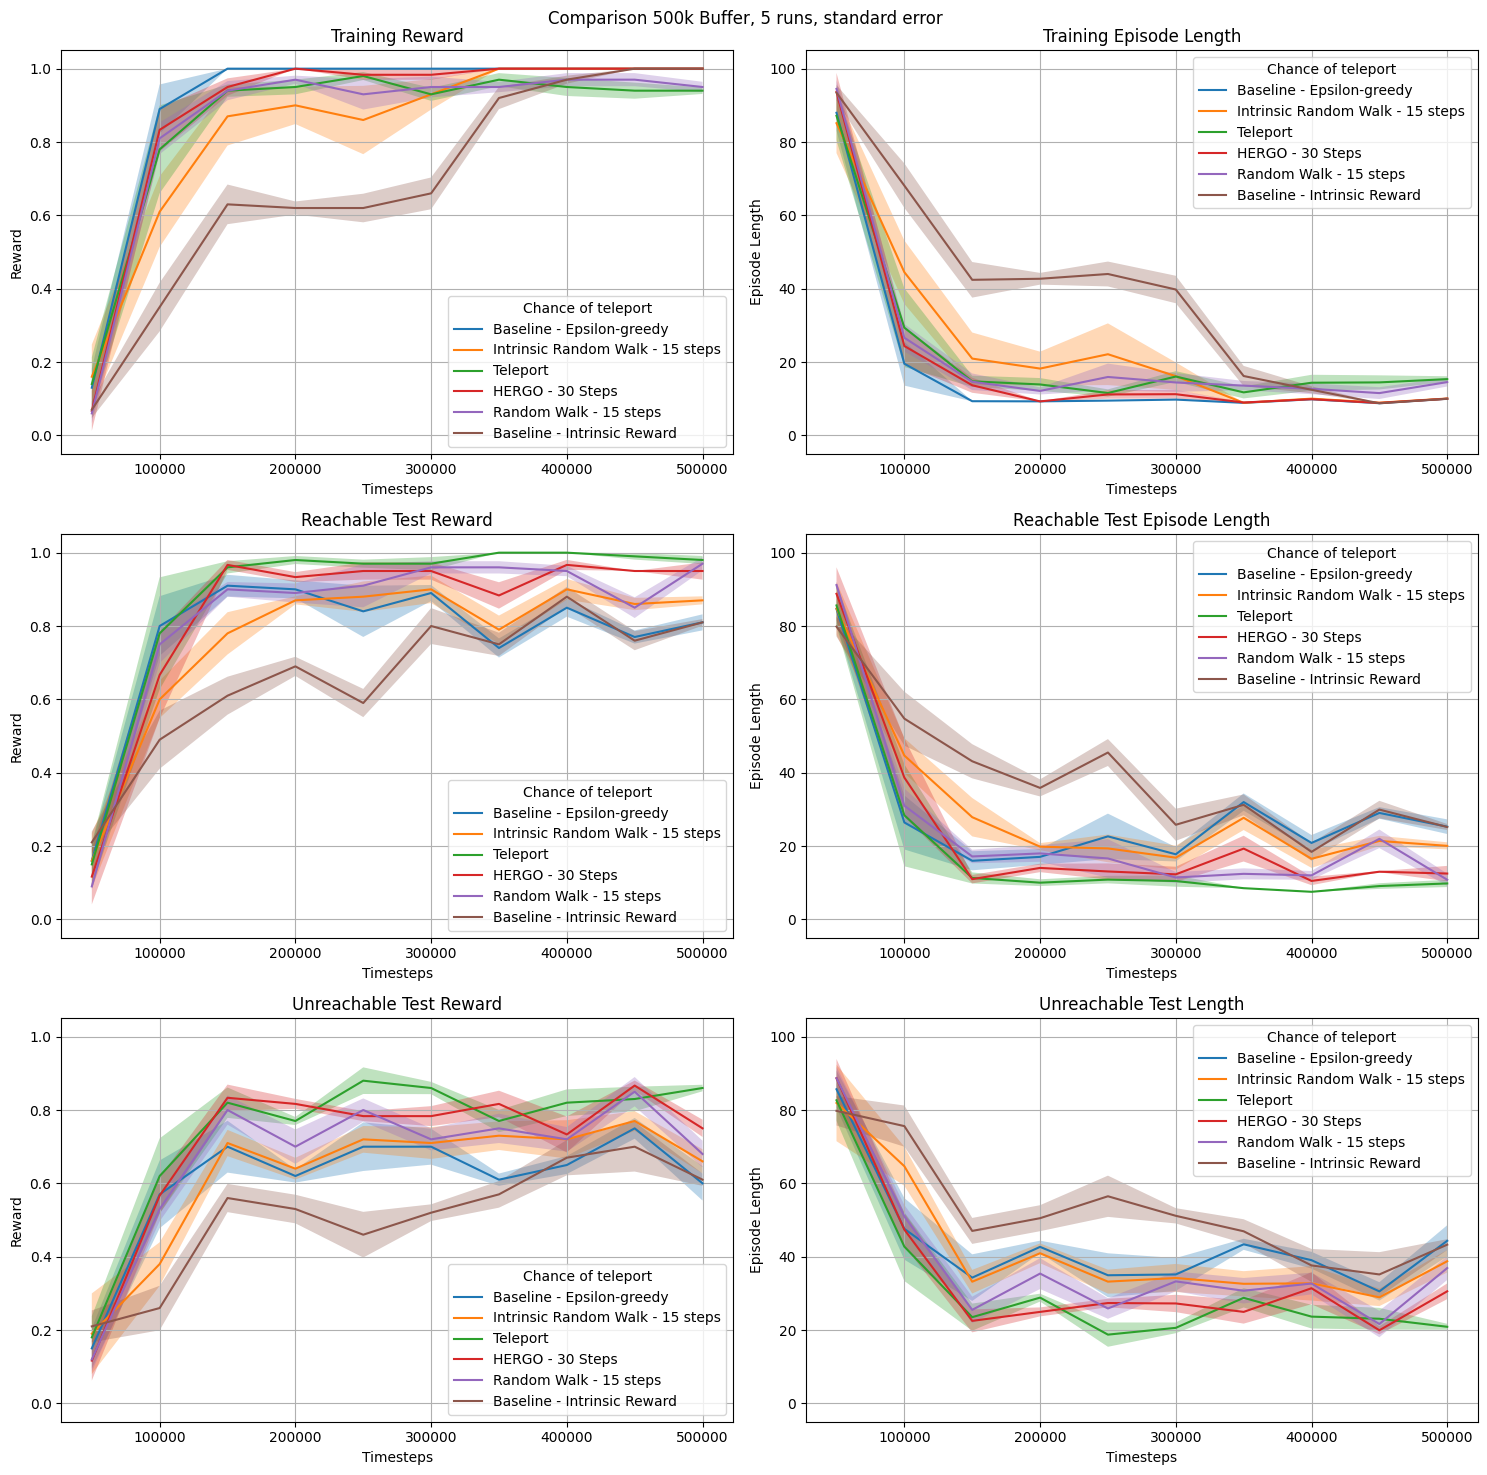 Comparison 500k Buffer, 5 runs, standard error
Training Reward
1.0
0.8
0.6
0.4
0.2
0.0
Reward
100000 200000 300000 400000 500000
Timesteps
Chance of teleport
Baseline - Epsilon-greedy
Intrinsic Random Walk - 15 steps
Teleport
HERGO - 30 Steps
Random Walk - 15 steps
Baseline - Intrinsic Reward
Training Episode Length
100
80
60
40
20
0
Episode Length
100000 200000 300000 400000 500000
Timesteps
Chance of teleport
Baseline - Epsilon-greedy
Intrinsic Random Walk - 15 steps
Teleport
HERGO - 30 Steps
Random Walk - 15 steps
Baseline - Intrinsic Reward
Reachable Test Reward
1.0
0.8
0.6
0.4
0.2
0.0
Reward
100000 200000 300000 400000 500000
Timesteps
Chance of teleport
Baseline - Epsilon-greedy
Intrinsic Random Walk - 15 steps
Teleport
HERGO - 30 Steps
Random Walk - 15 steps
Baseline - Intrinsic Reward
Reachable Test Episode Length
100
80
60
40
20
0
Episode Length
100000 200000 300000 400000 500000
Timesteps
Chance of teleport
Baseline - Epsilon-greedy
Intrinsic Random Walk - 15 steps
Teleport
HERGO - 30 Steps
Random Walk - 15 steps
Baseline - Intrinsic Reward
Unreachable Test Reward
1.0
0.8
0.6
0.4
0.2
0.0
Reward
100000 200000 300000 400000 500000
Timesteps
Chance of teleport
Baseline - Epsilon-greedy
Intrinsic Random Walk - 15 steps
Teleport
HERGO - 30 Steps
Random Walk - 15 steps
Baseline - Intrinsic Reward
Unreachable Test Length
100
80
60
40
20
0
Episode Length
100000 200000 300000 400000 500000
Timesteps
Chance of teleport
Baseline - Epsilon-greedy
Intrinsic Random Walk - 15 steps
Teleport
HERGO - 30 Steps
Random Walk - 15 steps
Baseline - Intrinsic Reward